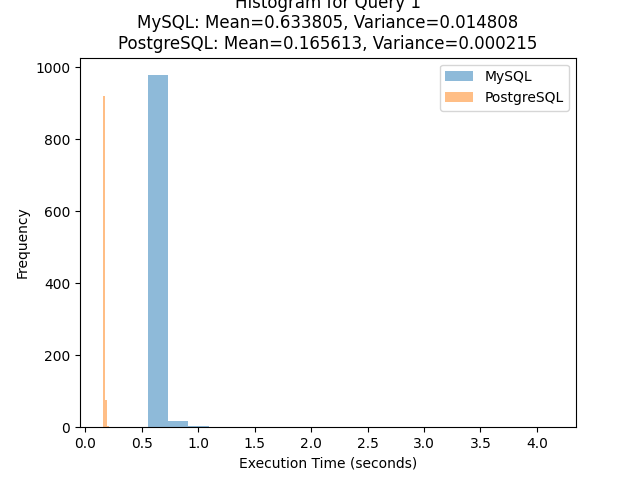 Histogram for Query 1
MySQL: Mean=0.633805, Variance=0.014808
PostgreSQL: Mean=0.165613, Variance=0.000215
MySQL
PostgreSQL
1000
800
600
400
200
0
Frequency
0.0 0.5 1.0 1.5 2.0 2.5 3.0 3.5 4.0
Execution Time (seconds)